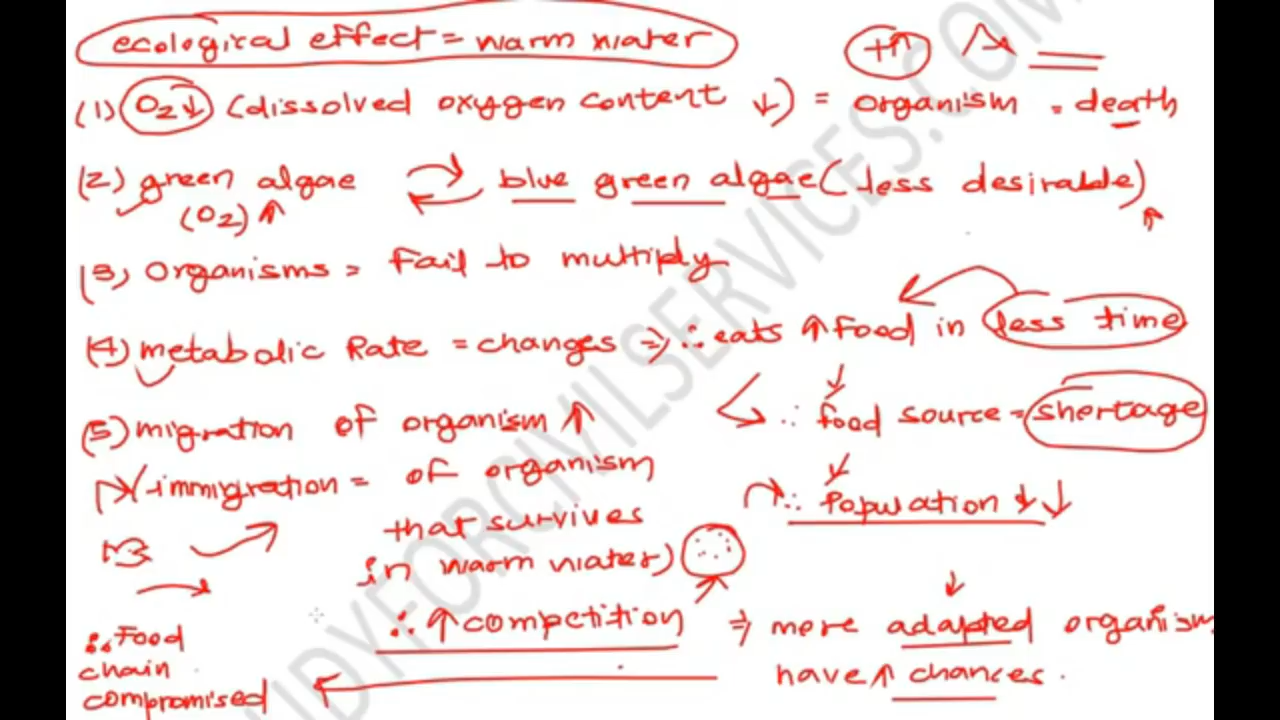 ecological effect = warm water
+↑
(1) O2↓ (dissolved oxygen content ↓) = organism = death
(2) green algae ⇄ blue green algae (less desirable) ↑
(O2) ↑
(3) organisms = Fail to multiply
(4) metabolic Rate = changes ⇒ ∴ eats ↑ Food in less time
∴ food source = shortage
(5) migration of organism ↑
immigration = of organism
∴ Population ↓↓
that survives
in warm water)
∴ ↑ competition ⇒ more adapted organism
have ↑ chances.
∴ Food
chain
compromised
UDYFORCIVILSERVICES.COM